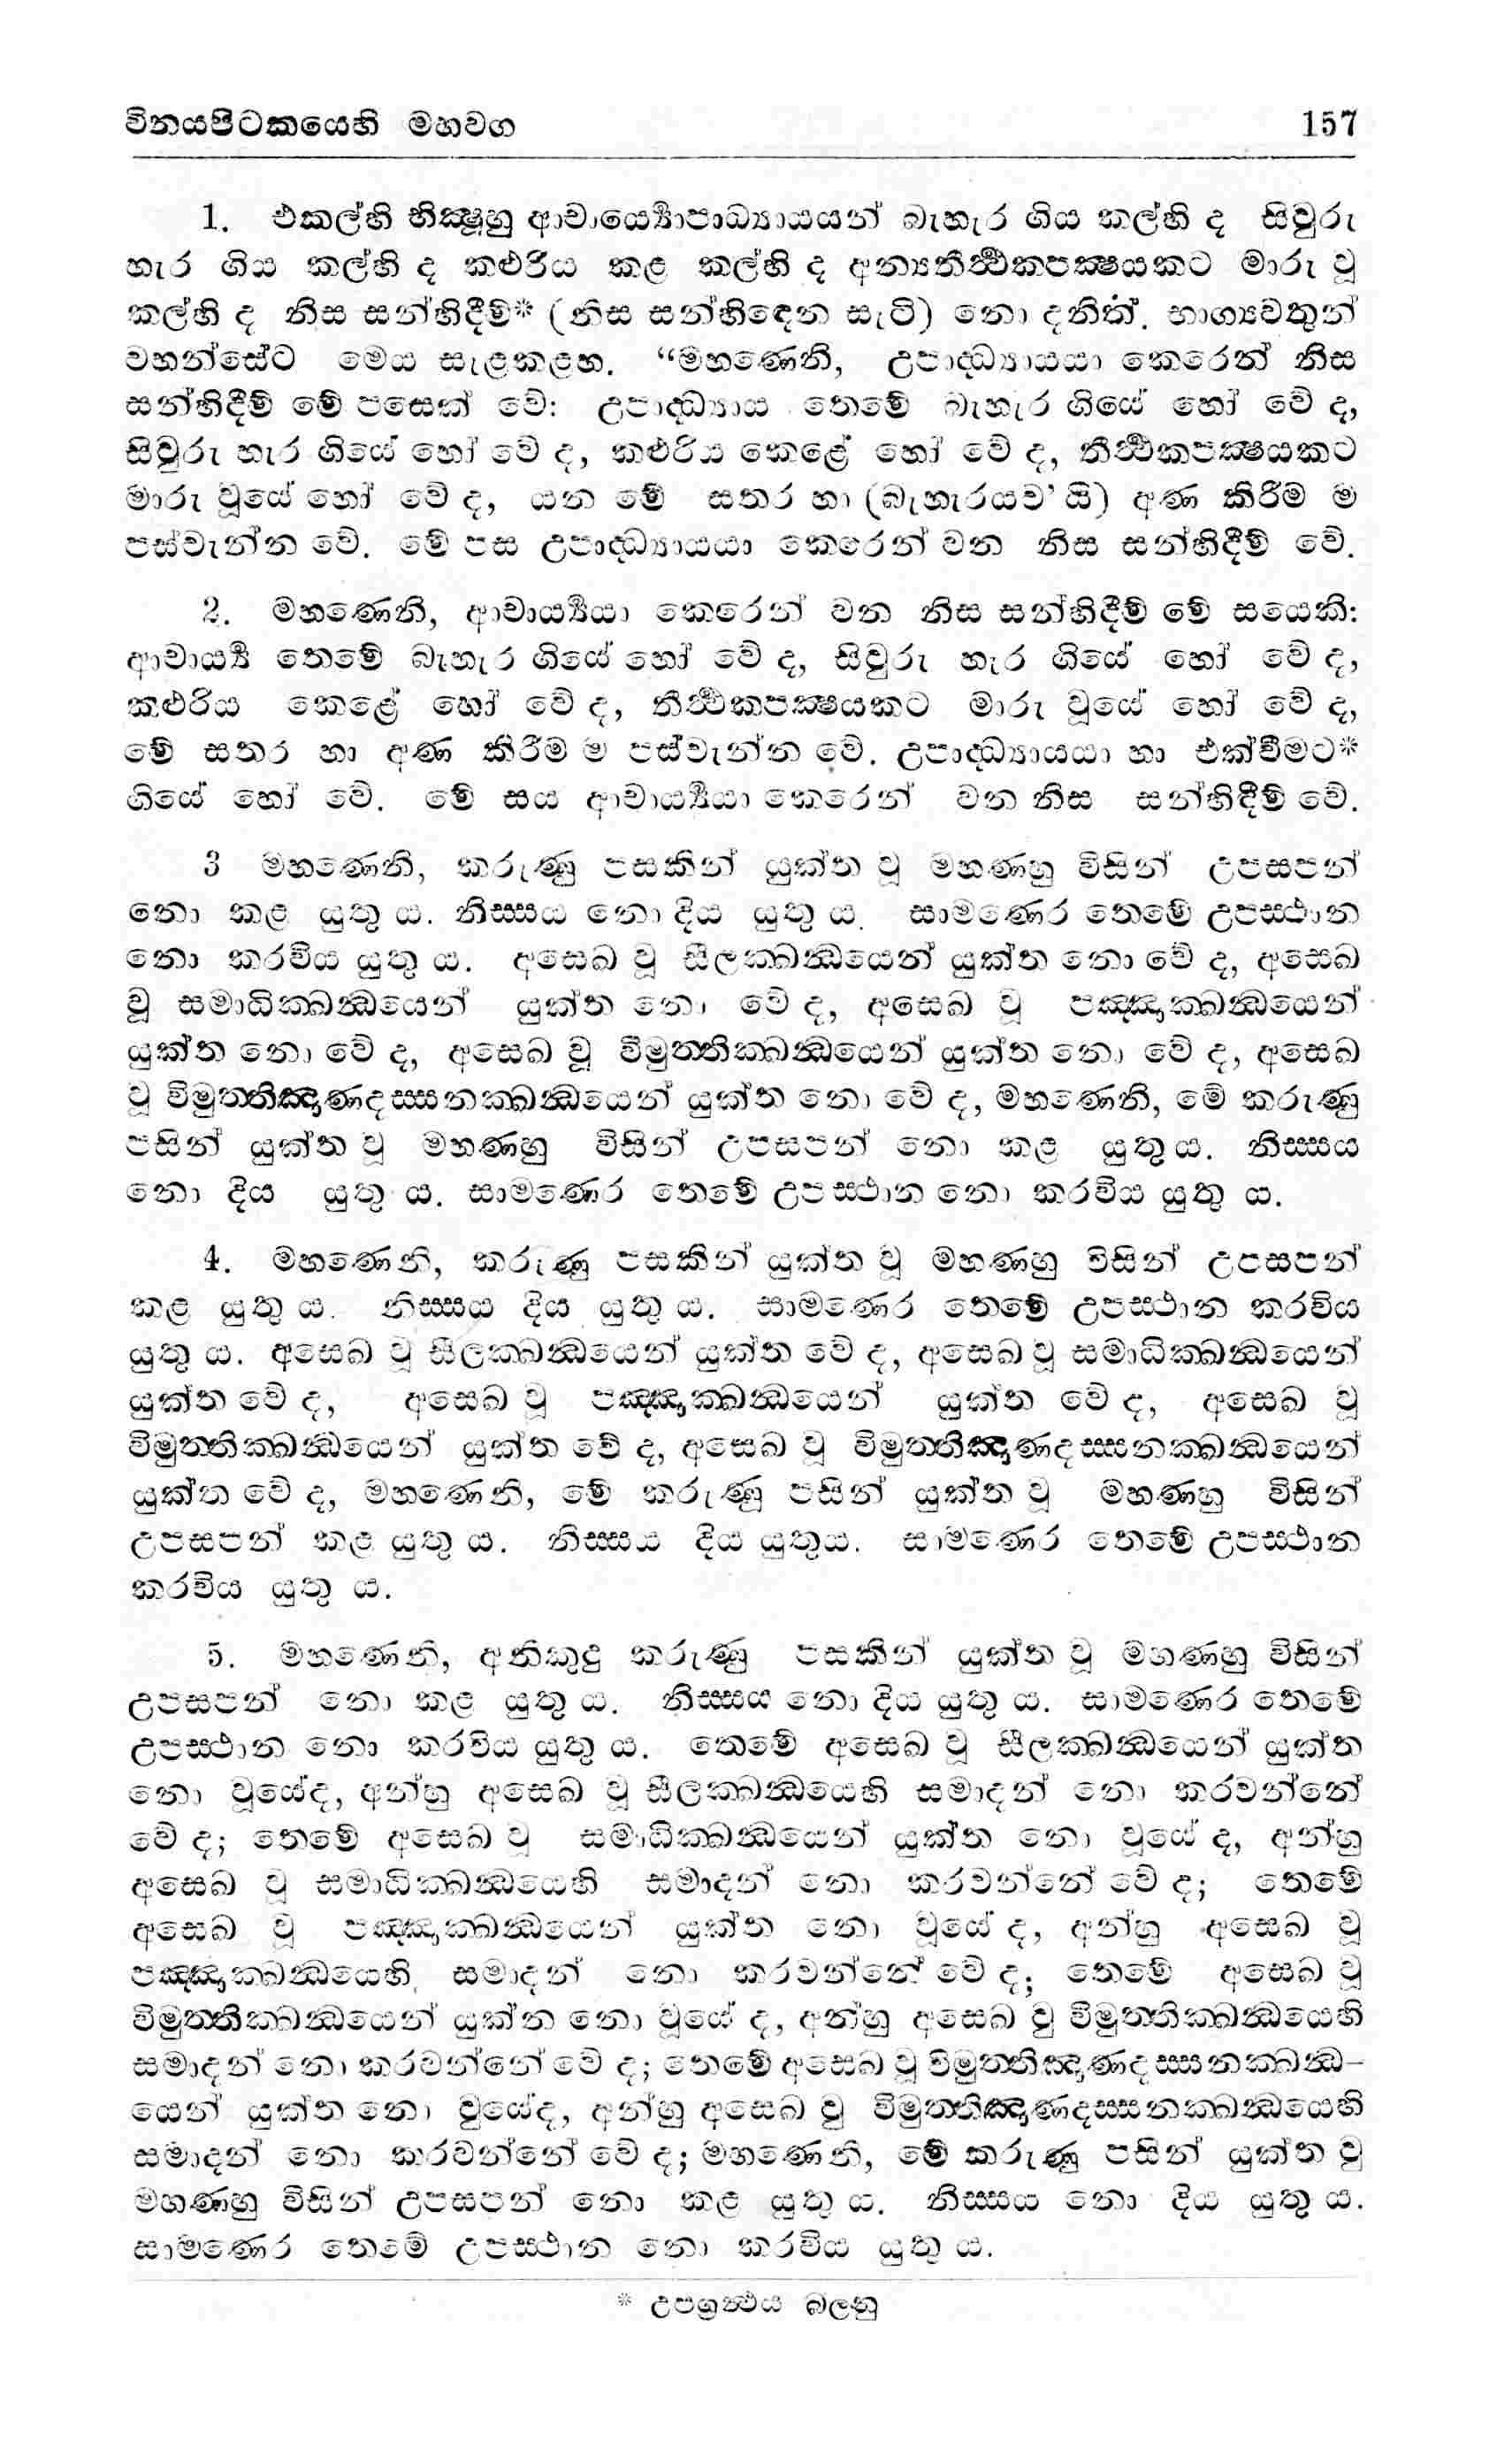 විනයපිටකයෙහි මහවග 157
1. එකල්හි භික්‍ෂූහු ආචාර්‍ය්‍යොපාධ්‍යායයන් බැහැර ගිය කල්හි ද සිවුරු
හැර ගිය කල්හි ද කළුරිය කළ කල්හි ද අන්‍යතීර්‍ත්‍ථකපක්‍ෂයකට මාරු වූ
කල්හි ද නිස සන්හිදීම්* (නිස සන්හිඳෙන සැටි) නො දනිත්. භාග්‍යවතුන්
වහන්සේට මෙය සැළකළහ. “මහණෙනි, උපාද්‍ධ්‍යායයා කෙරෙන් නිස
සන්හිදීම් මේ පසෙක් වේ: උපාද්‍ධ්‍යාය තෙමේ බැහැර ගියේ හෝ වේ ද,
සිවුරු හැර ගියේ හෝ වේ ද, කළුරිය කෙළේ හෝ වේ ද, තීර්‍ත්‍ථකපක්‍ෂයකට
මාරු වූයේ හෝ වේ ද, යන මේ සතර හා (බැහැරයව’ යි) අණ කිරීම ම
පස්වැන්න වේ. මේ පස උපාද්‍ධ්‍යායයා කෙරෙන් වන නිස සන්හිදීම් වේ.
2. මහණෙනි, ආචාර්‍ය්‍යයා කෙරෙන් වන නිස සන්හිදීම් මේ සයෙකි:
ආචාර්‍ය්‍ය තෙමේ බැහැර ගියේ හෝ වේ ද, සිවුරු හැර ගියේ හෝ වේ ද,
කළුරිය කෙළේ හෝ වේ ද, තීර්‍ත්‍ථකපක්‍ෂයකට මාරු වූයේ හෝ වේ ද,
මේ සතර හා අණ කිරීම ම පස්වැන්න වේ. උපාද්‍ධ්‍යායයා හා එක්වීමට*
ගියේ හෝ වේ. මේ සය ආචාර්‍ය්‍යයා කෙරෙන් වන නිස සන්හිදීම් වේ.
3 මහණෙනි, කරුණු පසකින් යුක්ත වූ මහණහු විසින් උපසපන්
නො කළ යුතු ය. නිස්සය නො දිය යුතු ය. සාමණෙර තෙමේ උපස්ථාන
නො කරවිය යුතු ය. අසෙඛ වූ සීලක්ඛන්‍ධයෙන් යුක්ත නො වේ ද, අසෙඛ
වූ සමාධික්ඛන්‍ධයෙන් යුක්ත නො වේ ද, අසෙඛ වූ පඤ්ඤක්ඛන්‍ධයෙන්
යුක්ත නො වේ ද, අසෙඛ වූ විමුත්තික්ඛන්‍ධයෙන් යුක්ත නො වේ ද, අසෙඛ
වූ විමුත්තිඤාණදස්සනක්ඛන්‍ධයෙන් යුක්ත නො වේ ද, මහණෙනි, මේ කරුණු
පසින් යුක්ත වූ මහණහු විසින් උපසපන් නො කළ යුතුය. නිස්සය
නො දිය යුතු ය. සාමණෙර තෙමේ උපස්ථාන නො කරවිය යුතු ය.
4. මහණෙනි, කරුණු පසකින් යුක්ත වූ මහණහු විසින් උපසපන්
කළ යුතු ය. නිස්සය දිය යුතු ය. සාමණෙර තෙමේ උපස්ථාන කරවිය
යුතු ය. අසෙඛ වූ සීලක්ඛන්‍ධයෙන් යුක්ත වේ ද, අසෙඛ වූ සමාධික්ඛන්‍ධයෙන්
යුක්ත වේ ද, අසෙඛ වූ පඤ්ඤක්ඛන්‍ධයෙන් යුක්ත වේ ද, අසෙඛ වූ
විමුත්තික්ඛන්‍ධයෙන් යුක්ත වේ ද, අසෙඛ වූ විමුත්තිඤාණදස්සනක්ඛන්‍ධයෙන්
යුක්ත වේ ද, මහණෙනි, මේ කරුණු පසින් යුක්ත වූ මහණහු විසින්
උපසපන් කළ යුතු ය. නිස්සය දිය යුතුය. සාමණෙර තෙමේ උපස්ථාන
කරවිය යුතු ය.
5. මහණෙනි, අනිකුදු කරුණු පසකින් යුක්ත වූ මහණහු විසින්
උපසපන් නො කළ යුතු ය. නිස්සය නො දිය යුතු ය. සාමණෙර තෙමේ
උපස්ථාන නො කරවිය යුතු ය. තෙමේ අසෙඛ වූ සීලක්ඛන්‍ධයෙන් යුක්ත
නො වූයේද, අන්හු අසෙඛ වූ සීලක්ඛන්‍ධයෙහි සමාදන් නො කරවන්නේ
වේ ද; තෙමේ අසෙඛ වූ සමාධික්ඛන්‍ධයෙන් යුක්ත නො වූයේ ද, අන්හු
අසෙඛ වූ සමාධික්ඛන්‍ධයෙහි සමාදන් නො කරවන්නේ වේ ද; තෙමේ
අසෙඛ වූ පඤ්ඤක්ඛන්‍ධයෙන් යුක්ත නො වූයේ ද, අන්හු අසෙඛ වූ
පඤ්ඤක්ඛන්‍ධයෙහි සමාදන් නො කරවන්නේ වේ ද; තෙමේ අසෙඛ වූ
විමුත්තික්ඛන්‍ධයෙන් යුක්ත නො වූයේ ද, අන්හු අසෙඛ වූ විමුත්තික්ඛන්‍ධයෙහි
සමාදන් නො කරවන්නේ වේ ද; තෙමේ අසෙඛ වූ විමුත්තිඤාණදස්සනක්ඛන්‍ධ-
යෙන් යුක්ත නො වූයේද, අන්හු අසෙඛ වූ විමුත්තිඤාණදස්සනක්ඛන්‍ධයෙහි
සමාදන් නො කරවන්නේ වේ ද; මහණෙනි, මේ කරුණු පසින් යුක්ත වූ
මහණහු විසින් උපසපන් නො කළ යුතු ය. නිස්සය නො දිය යුතු ය.
සාමණෙර තෙමේ උපස්ථාන නො කරවිය යුතු ය.
* උපග්‍රන්‍ථය බලනු